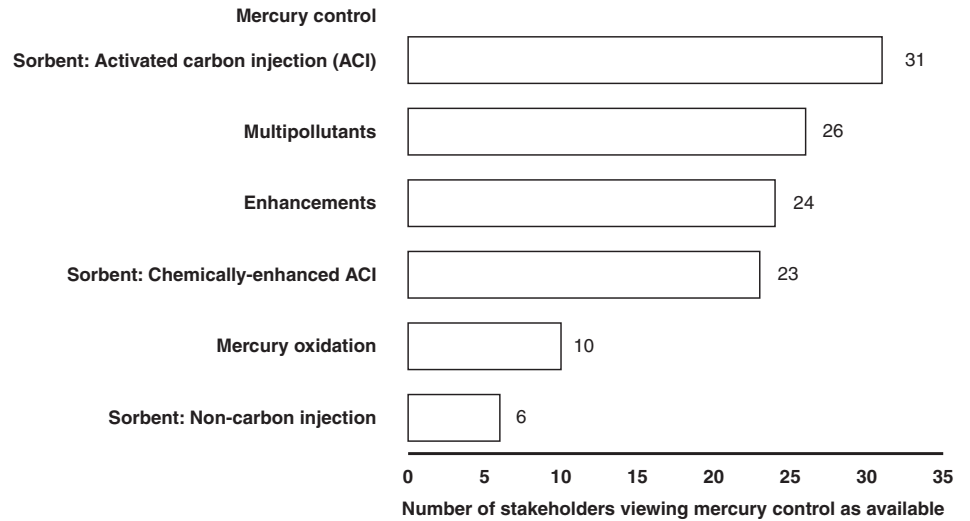 Mercury control
Sorbent: Activated carbon injection (ACI)
31
Multipollutants
26
Enhancements
24
Sorbent: Chemically-enhanced ACI
23
Mercury oxidation
10
Sorbent: Non-carbon injection
6
0 5 10 15 20 25 30 35
Number of stakeholders viewing mercury control as available